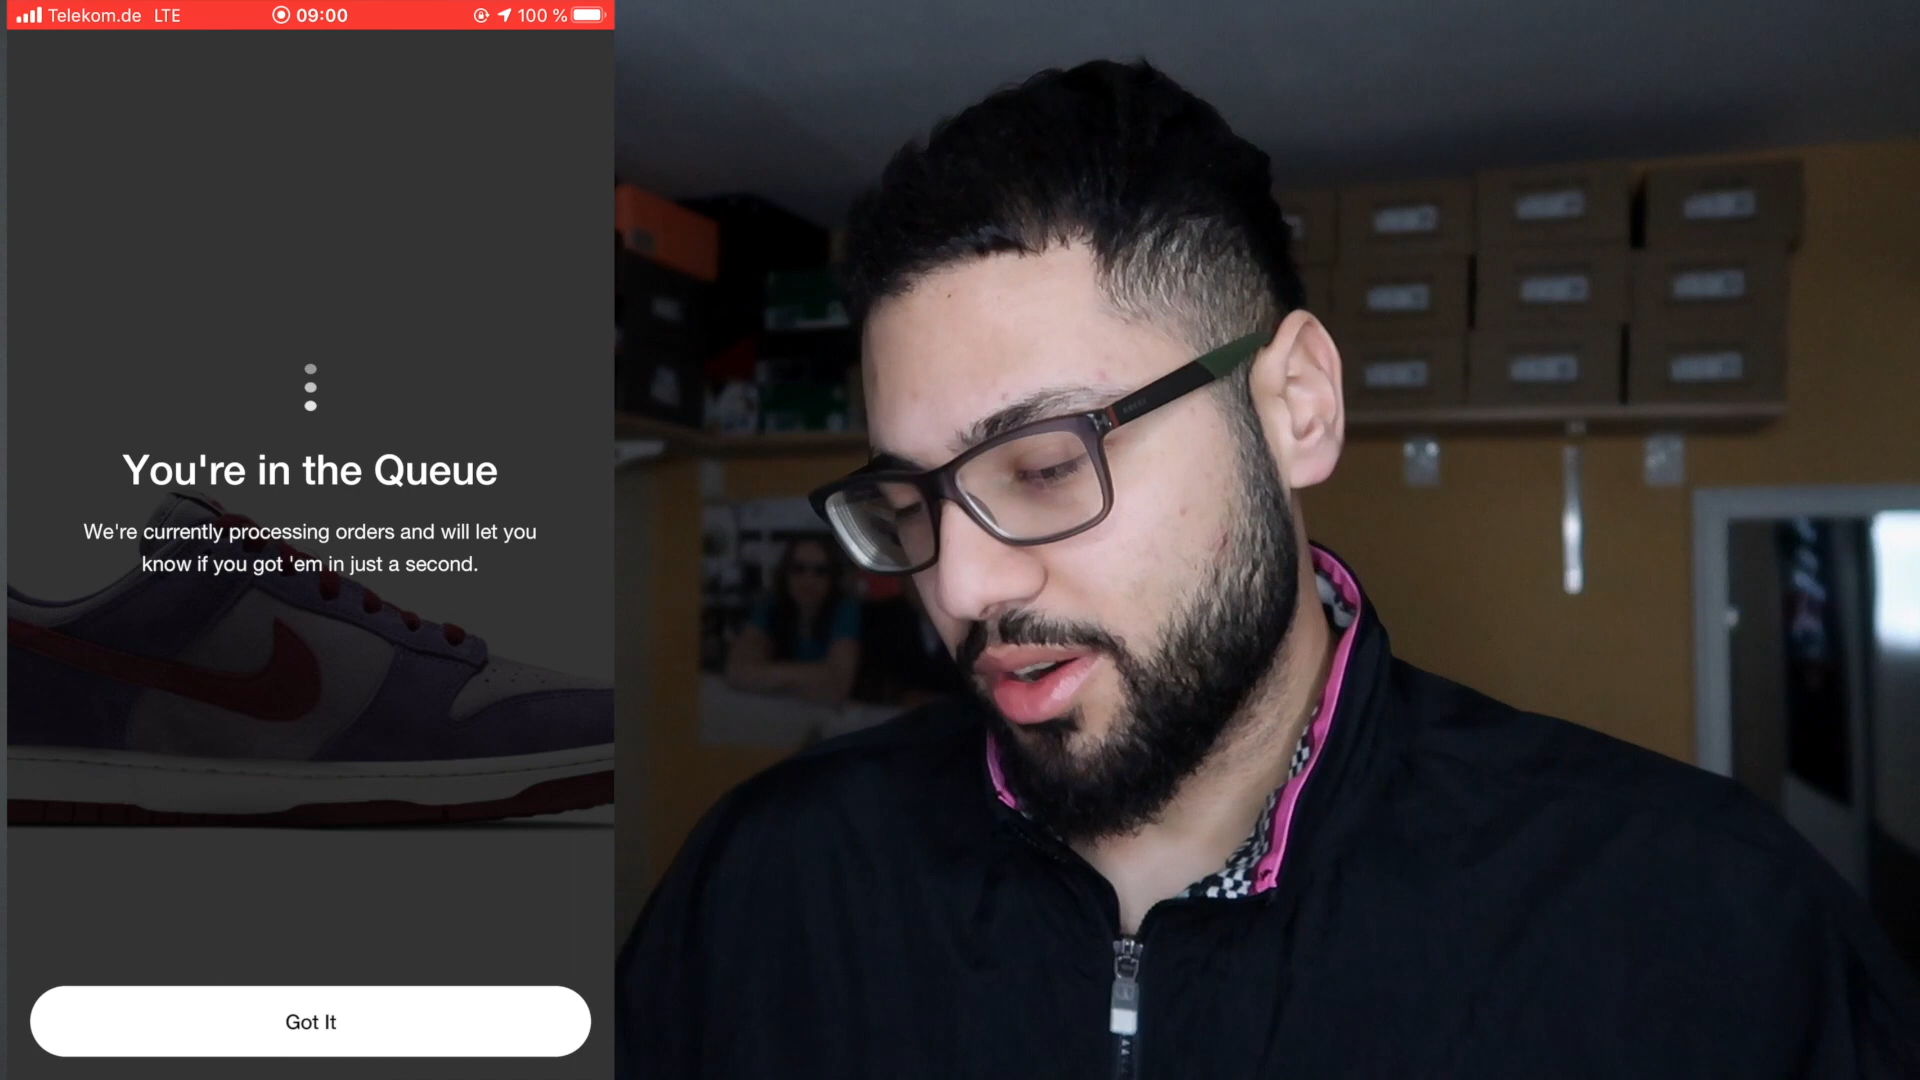 Telekom.de LTE 09:00 100 %
You're in the Queue
We're currently processing orders and will let you
know if you got 'em in just a second.
Got It